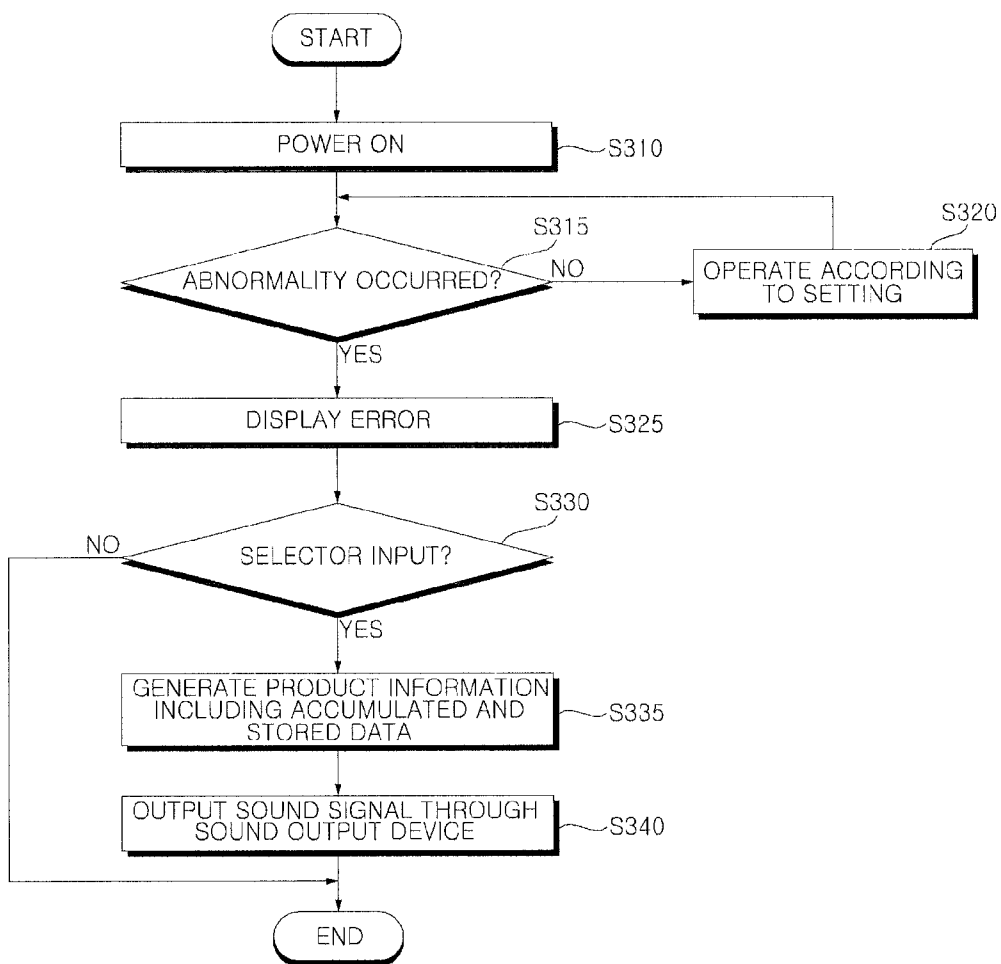 START
POWER ON
S310
S315
ABNORMALITY OCCURRED?
NO
S320
OPERATE ACCORDING
TO SETTING
YES
DISPLAY ERROR
S325
S330
NO
SELECTOR INPUT?
YES
GENERATE PRODUCT INFORMATION
INCLUDING ACCUMULATED AND
STORED DATA
S335
OUTPUT SOUND SIGNAL THROUGH
SOUND OUTPUT DEVICE
S340
END